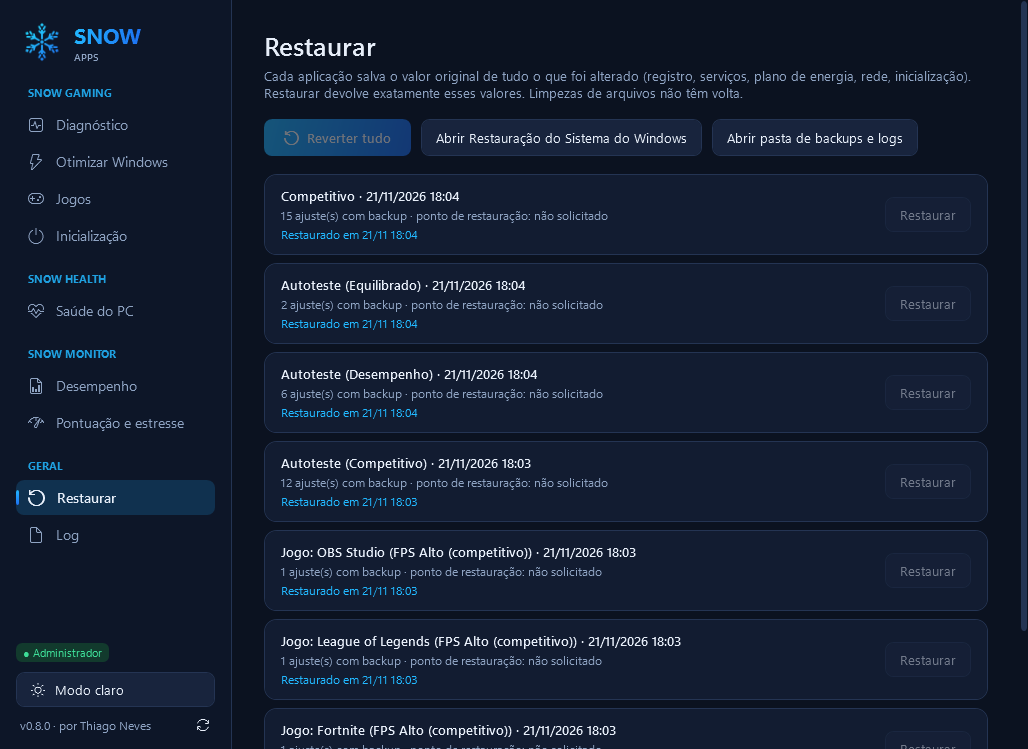 SNOW
APPS
SNOW GAMING
Diagnóstico
Otimizar Windows
Jogos
Inicialização
SNOW HEALTH
Saúde do PC
SNOW MONITOR
Desempenho
Pontuação e estresse
GERAL
Restaurar
Log
Administrador
Modo claro
v0.8.0 · por Thiago Neves
Restaurar
Cada aplicação salva o valor original de tudo o que foi alterado (registro, serviços, plano de energia, rede, inicialização).
Restaurar devolve exatamente esses valores. Limpezas de arquivos não têm volta.
Reverter tudo
Abrir Restauração do Sistema do Windows
Abrir pasta de backups e logs
Competitivo · 21/11/2026 18:04
15 ajuste(s) com backup · ponto de restauração: não solicitado
Restaurado em 21/11 18:04
Restaurar
Autoteste (Equilibrado) · 21/11/2026 18:04
2 ajuste(s) com backup · ponto de restauração: não solicitado
Restaurado em 21/11 18:04
Restaurar
Autoteste (Desempenho) · 21/11/2026 18:04
6 ajuste(s) com backup · ponto de restauração: não solicitado
Restaurado em 21/11 18:04
Restaurar
Autoteste (Competitivo) · 21/11/2026 18:03
12 ajuste(s) com backup · ponto de restauração: não solicitado
Restaurado em 21/11 18:03
Restaurar
Jogo: OBS Studio (FPS Alto (competitivo)) · 21/11/2026 18:03
1 ajuste(s) com backup · ponto de restauração: não solicitado
Restaurado em 21/11 18:03
Restaurar
Jogo: League of Legends (FPS Alto (competitivo)) · 21/11/2026 18:03
1 ajuste(s) com backup · ponto de restauração: não solicitado
Restaurado em 21/11 18:03
Restaurar
Jogo: Fortnite (FPS Alto (competitivo)) · 21/11/2026 18:03
1 ajuste(s) com backup · ponto de restauração: não solicitado
Restaurar